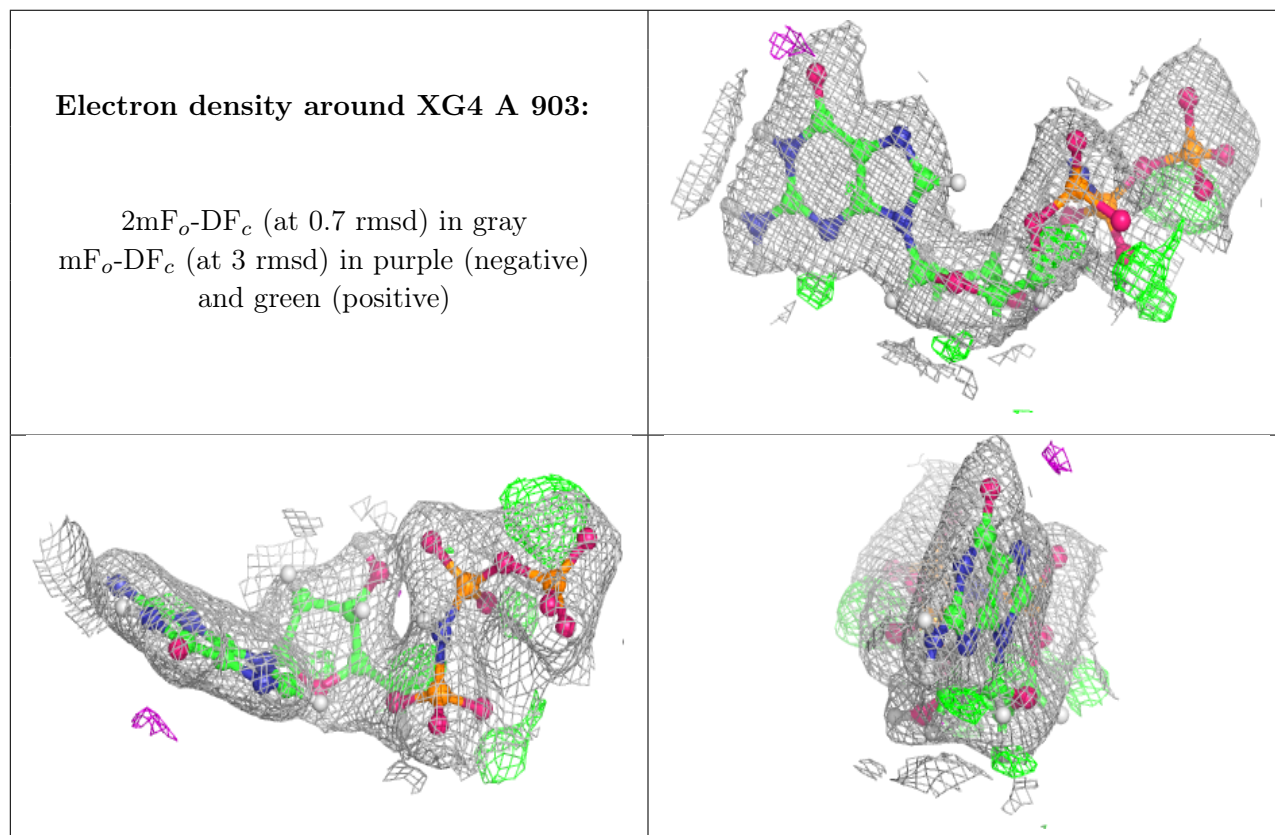 Electron density around XG4 A 903:
2mFo-DFc (at 0.7 rmsd) in gray
mFo-DFc (at 3 rmsd) in purple (negative)
and green (positive)